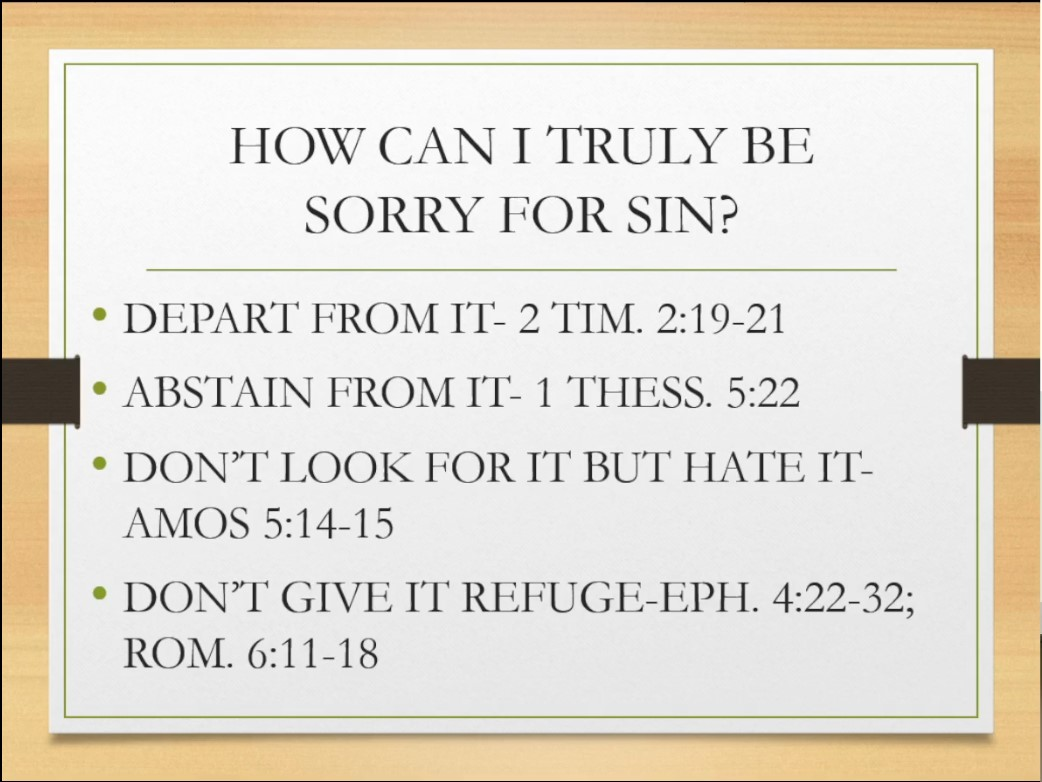 HOW CAN I TRULY BE
SORRY FOR SIN?
• DEPART FROM IT- 2 TIM. 2:19-21
• ABSTAIN FROM IT- 1 THESS. 5:22
• DON’T LOOK FOR IT BUT HATE IT-
AMOS 5:14-15
• DON’T GIVE IT REFUGE-EPH. 4:22-32;
ROM. 6:11-18